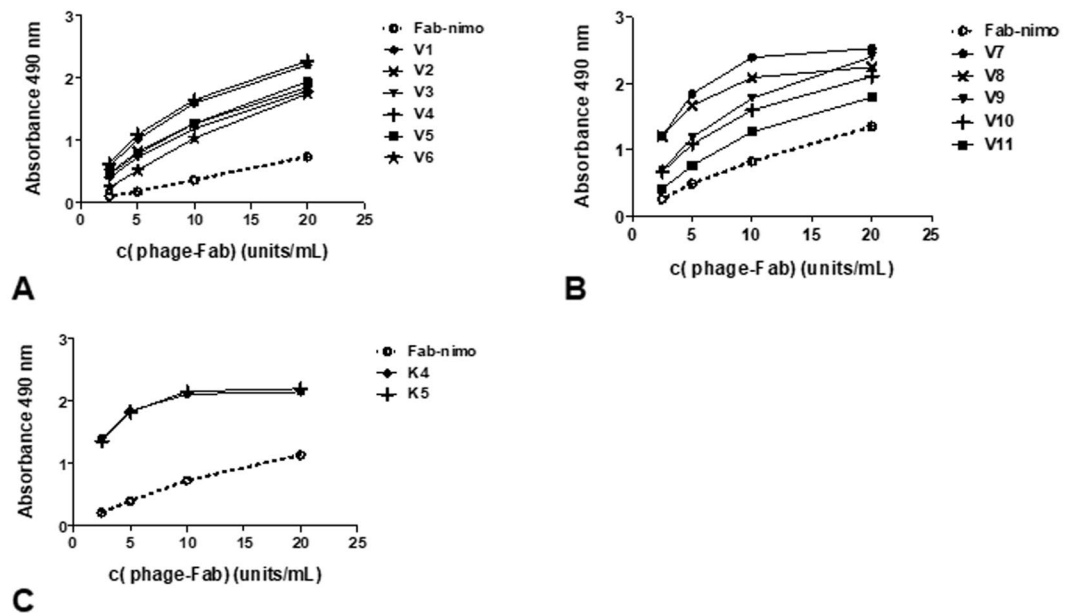 Absorbance 490 nm
3
2
1
0
0 5 10 15 20 25
c( phage-Fab) (units/mL)
Fab-nimo
V1
V2
V3
V4
V5
V6
A
Absorbance 490 nm
3
2
1
0
0 5 10 15 20 25
c( phage-Fab) (units/mL)
Fab-nimo
V7
V8
V9
V10
V11
B
Absorbance 490 nm
3
2
1
0
0 5 10 15 20 25
c( phage-Fab) (units/mL)
Fab-nimo
K4
K5
C